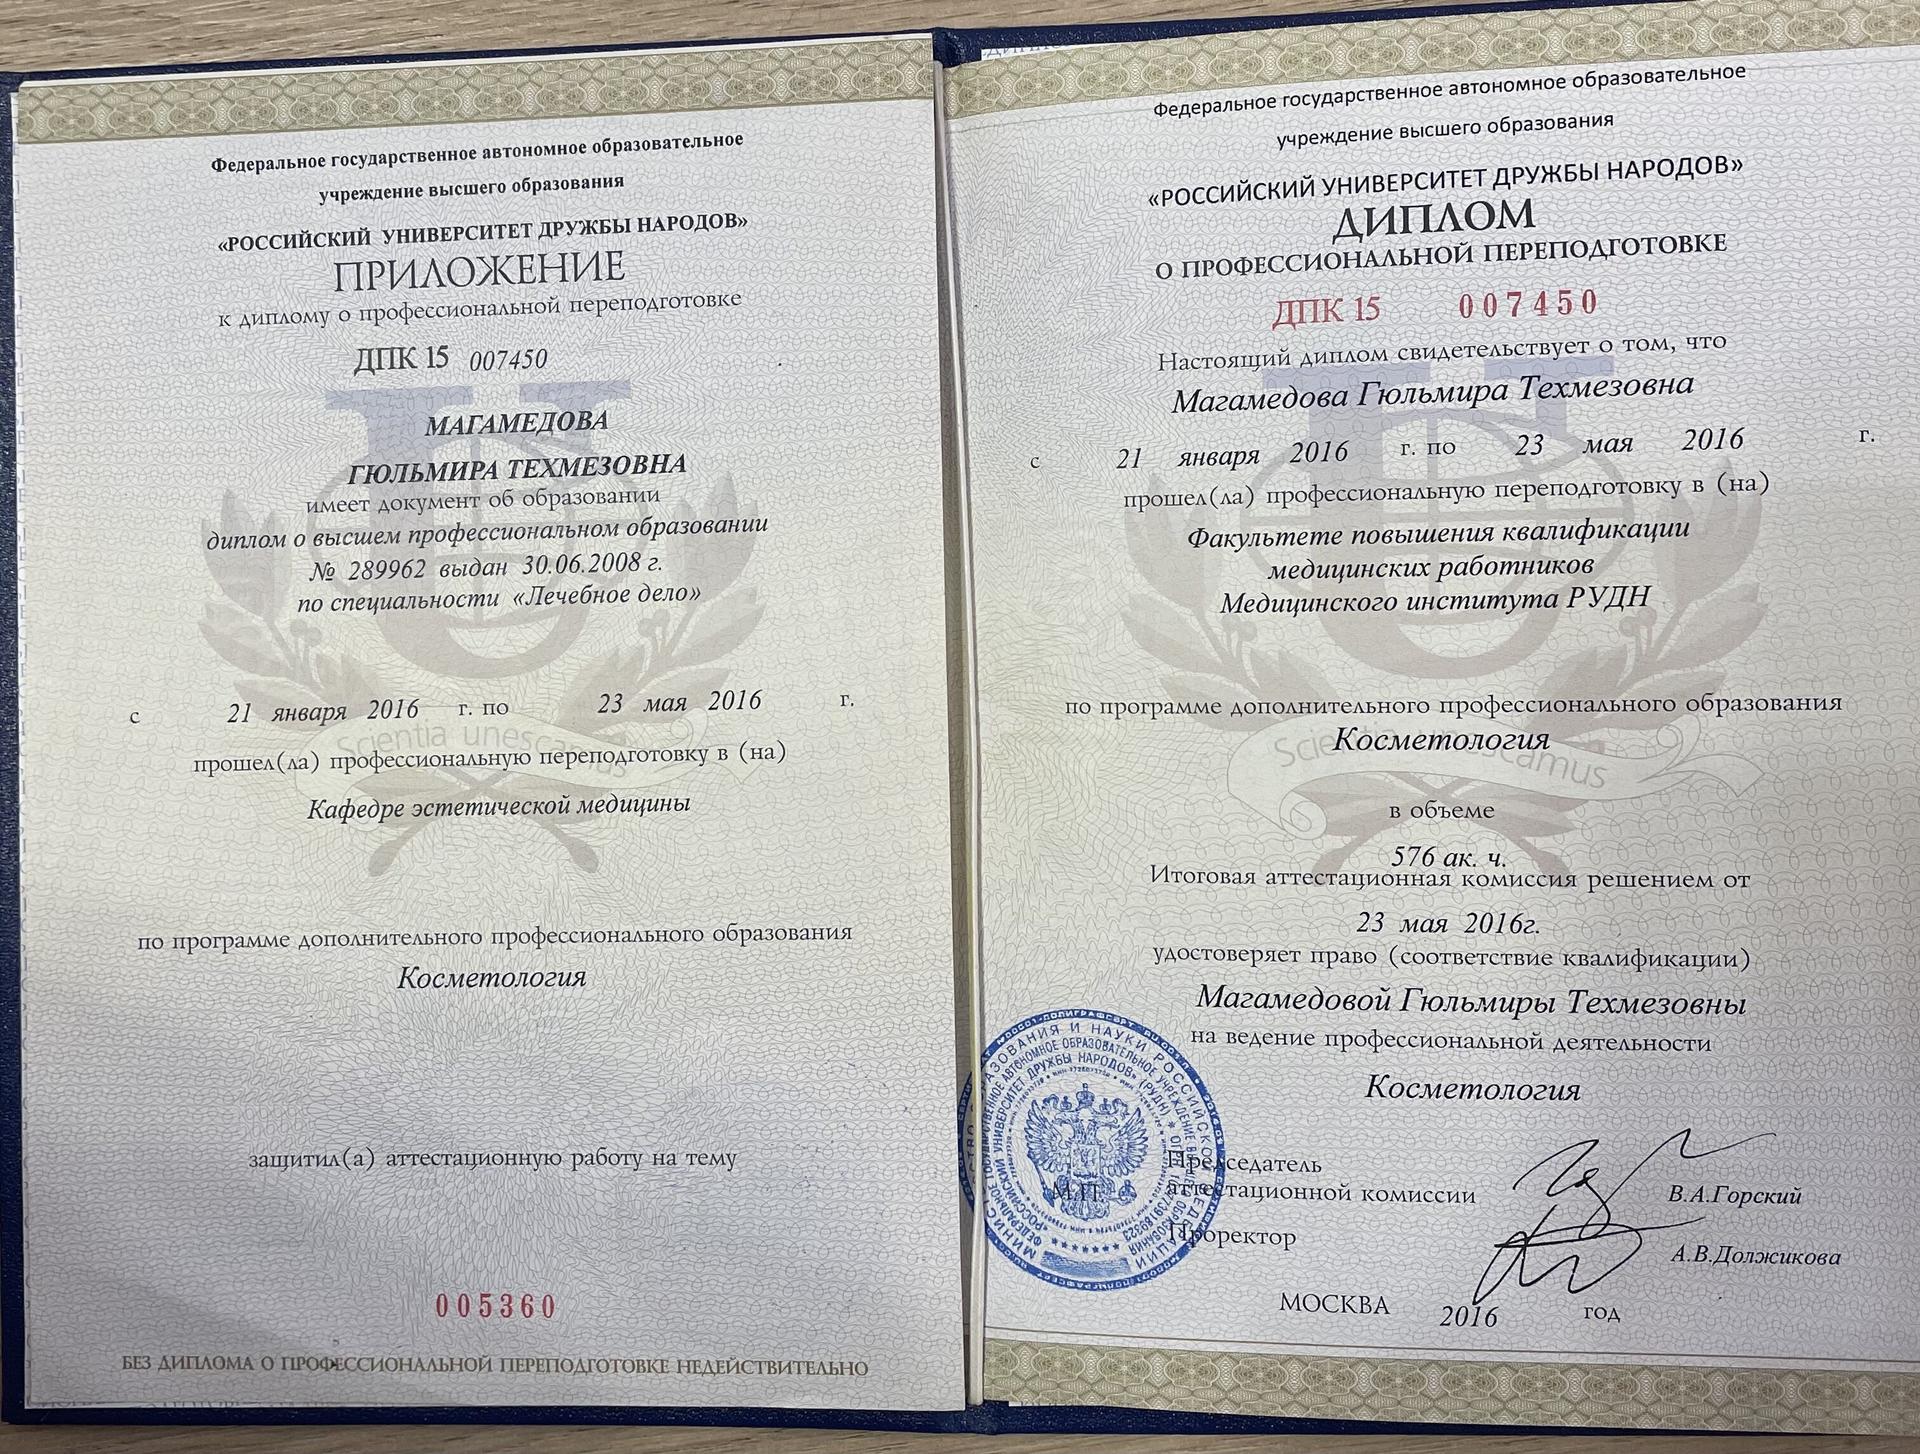 Федеральное государственное автономное образовательное
учреждение высшего образования
«РОССИЙСКИЙ УНИВЕРСИТЕТ ДРУЖБЫ НАРОДОВ»
ПРИЛОЖЕНИЕ
к диплому о профессиональной переподготовке
ДПК 15 007450
МАГАМЕДОВА
ГЮЛЬМИРА ТЕХМЕЗОВНА
имеет документ об образовании
диплом о высшем профессиональном образовании
№ 289962 выдан 30.06.2008 г.
по специальности «Лечебное дело»
с 21 января 2016 г. по 23 мая 2016 г.
Scientia unescamus
прошел(ла) профессиональную переподготовку в (на)
Кафедре эстетической медицины
по программе дополнительного профессионального образования
Косметология
защитил(а) аттестационную работу на тему
005360
БЕЗ ДИПЛОМА О ПРОФЕССИОНАЛЬНОЙ ПЕРЕПОДГОТОВКЕ НЕДЕЙСТВИТЕЛЬНО
Федеральное государственное автономное образовательное
учреждение высшего образования
«РОССИЙСКИЙ УНИВЕРСИТЕТ ДРУЖБЫ НАРОДОВ»
ДИПЛОМ
О ПРОФЕССИОНАЛЬНОЙ ПЕРЕПОДГОТОВКЕ
ДПК 15 007450
Настоящий диплом свидетельствует о том, что
Магамедова Гюльмира Техмезовна
с 21 января 2016 г. по 23 мая 2016 г.
прошел(ла) профессиональную переподготовку в (на)
Факультете повышения квалификации
медицинских работников
Медицинского института РУДН
по программе дополнительного профессионального образования
Косметология
Scientia unescamus
в объеме
576 ак. ч.
Итоговая аттестационная комиссия решением от
23 мая 2016г.
удостоверяет право (соответствие квалификации)
Магамедовой Гюльмиры Техмезовны
на ведение профессиональной деятельности
Косметология
М.П.
Председатель
аттестационной комиссии В.А.Горский
Проректор А.В.Должикова
МОСКВА 2016 год